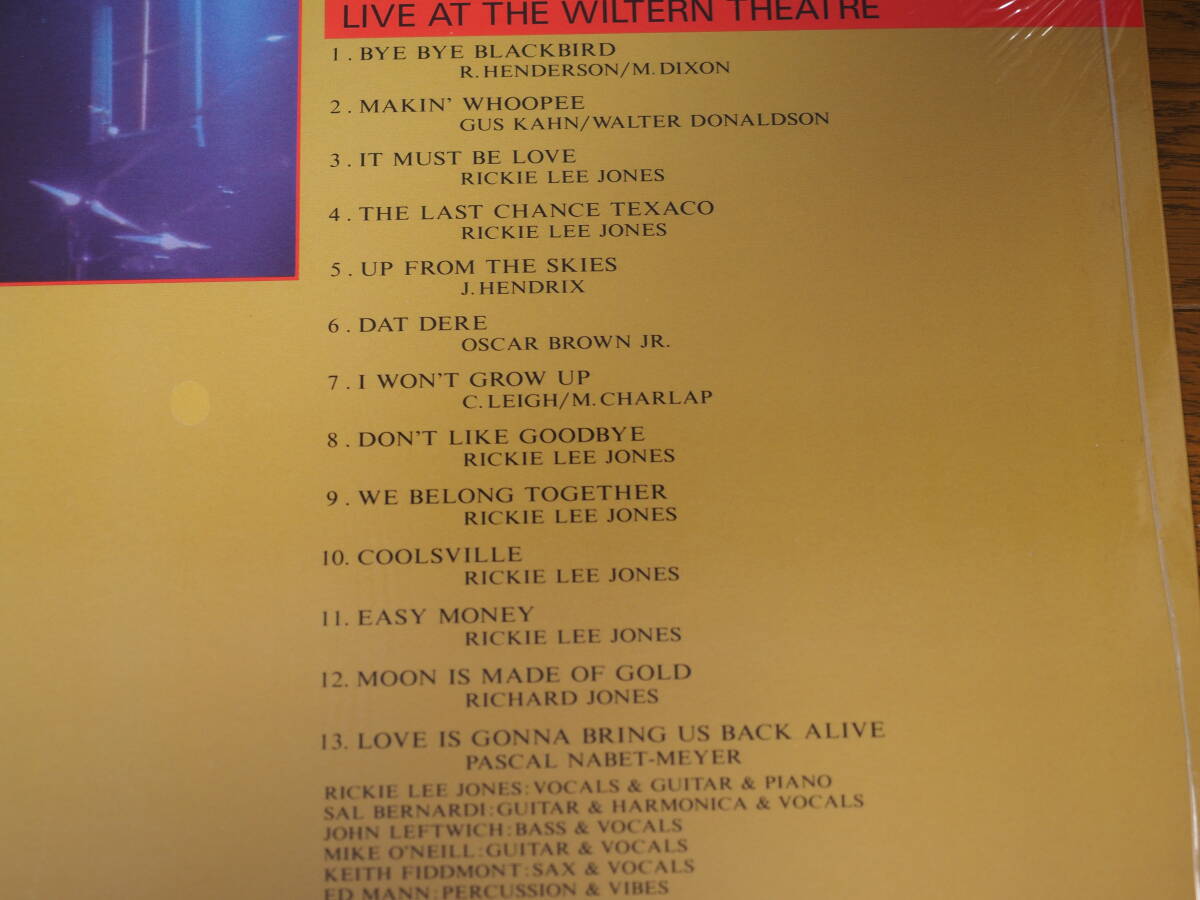 LIVE AT THE WILTERN THEATRE
1. BYE BYE BLACKBIRD
R. HENDERSON/M. DIXON
2. MAKIN' WHOOPEE
GUS KAHN/WALTER DONALDSON
3. IT MUST BE LOVE
RICKIE LEE JONES
4. THE LAST CHANCE TEXACO
RICKIE LEE JONES
5. UP FROM THE SKIES
J. HENDRIX
6. DAT DERE
OSCAR BROWN JR.
7. I WON'T GROW UP
C. LEIGH/M. CHARLAP
8. DON'T LIKE GOODBYE
RICKIE LEE JONES
9. WE BELONG TOGETHER
RICKIE LEE JONES
10. COOLSVILLE
RICKIE LEE JONES
11. EASY MONEY
RICKIE LEE JONES
12. MOON IS MADE OF GOLD
RICHARD JONES
13. LOVE IS GONNA BRING US BACK ALIVE
PASCAL NABET-MEYER
RICKIE LEE JONES: VOCALS & GUITAR & PIANO
SAL BERNARDI: GUITAR & HARMONICA & VOCALS
JOHN LEFTWICH: BASS & VOCALS
MIKE O'NEILL: GUITAR & VOCALS
KEITH FIDDMONT: SAX & VOCALS
ED MANN: PERCUSSION & VIBES